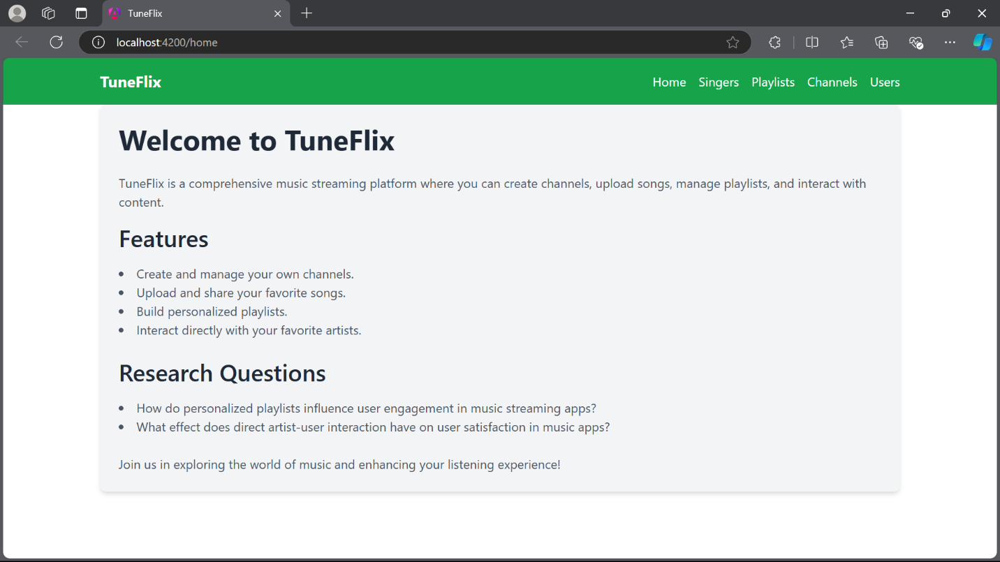 TuneFlix
localhost:4200/home
TuneFlix
Home Singers Playlists Channels Users
Welcome to TuneFlix
TuneFlix is a comprehensive music streaming platform where you can create channels, upload songs, manage playlists, and interact with
content.
Features
• Create and manage your own channels.
• Upload and share your favorite songs.
• Build personalized playlists.
• Interact directly with your favorite artists.
Research Questions
• How do personalized playlists influence user engagement in music streaming apps?
• What effect does direct artist-user interaction have on user satisfaction in music apps?
Join us in exploring the world of music and enhancing your listening experience!